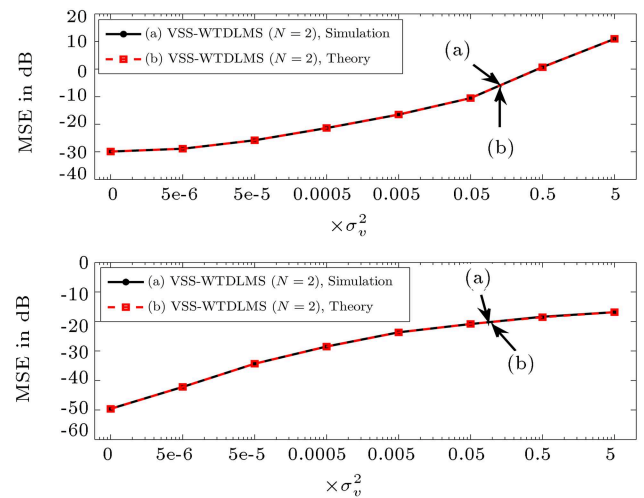 20
10
0
-10
-20
-30
-40
MSE in dB
(a) VSS-WTDLMS (N = 2), Simulation
(b) VSS-WTDLMS (N = 2), Theory
(a)
(b)
0 5e-6 5e-5 0.0005 0.005 0.05 0.5 5
×σ_v^2
0
-10
-20
-30
-40
-50
-60
MSE in dB
(a) VSS-WTDLMS (N = 2), Simulation
(b) VSS-WTDLMS (N = 2), Theory
(a)
(b)
0 5e-6 5e-5 0.0005 0.005 0.05 0.5 5
×σ_v^2